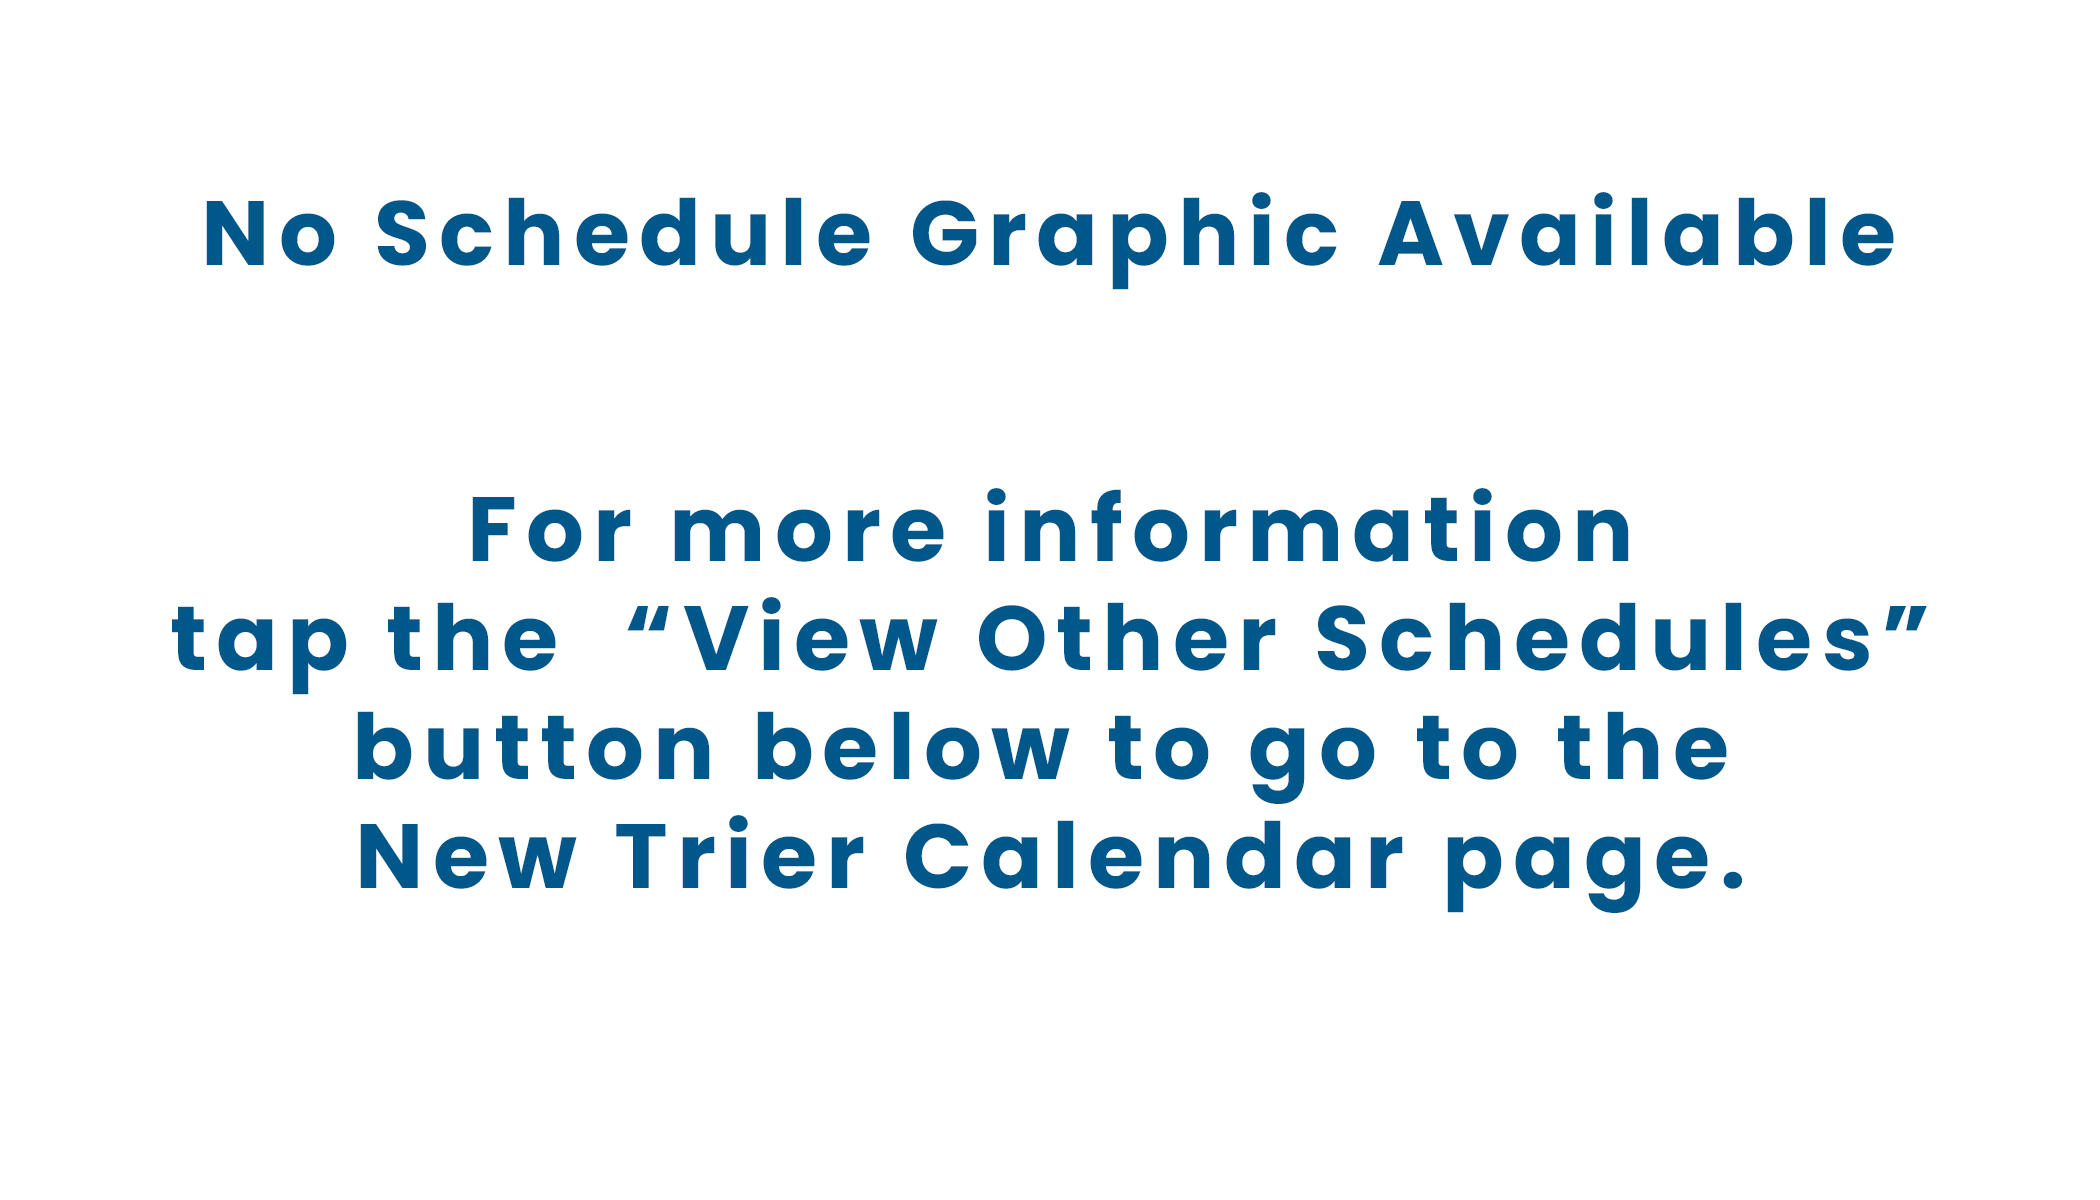 No Schedule Graphic Available
For more information
tap the “View Other Schedules”
button below to go to the
New Trier Calendar page.